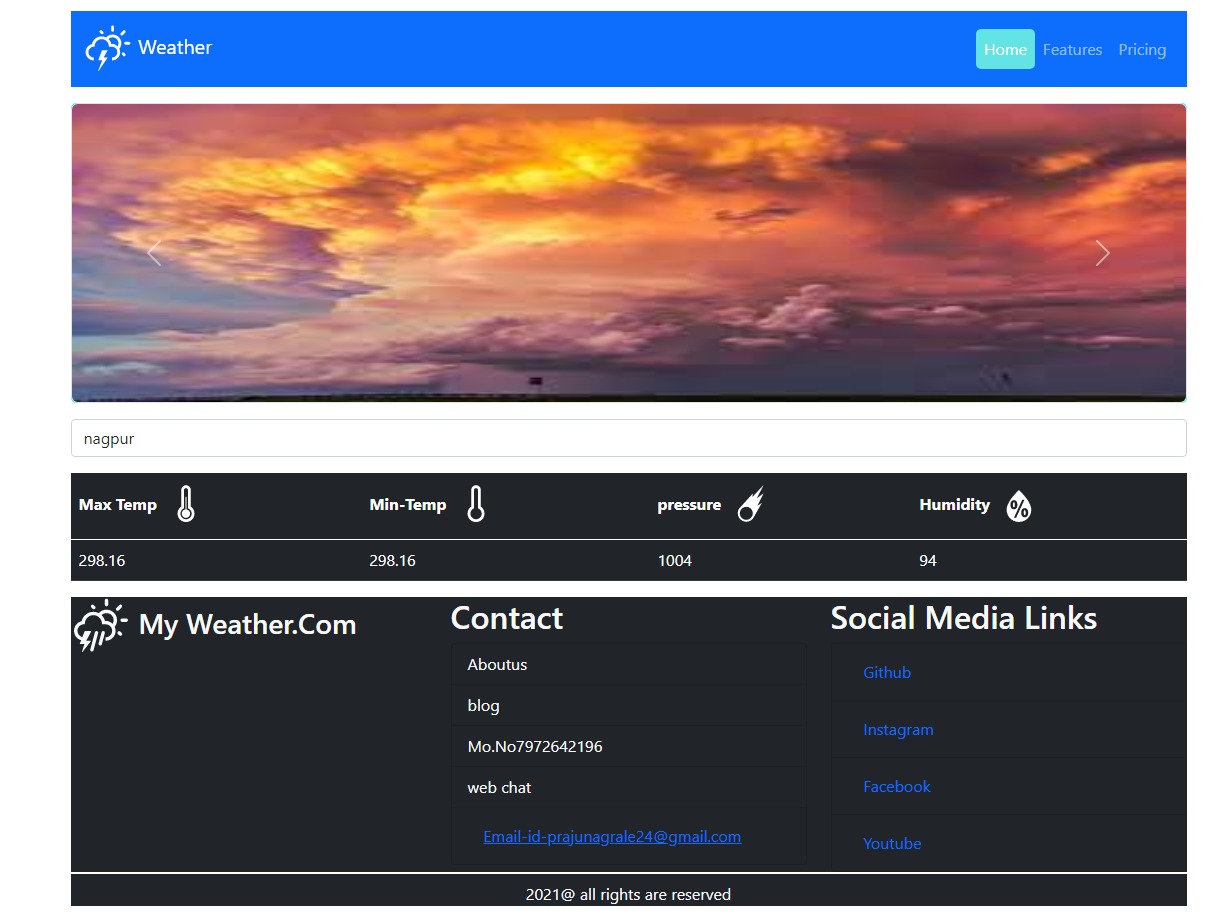 Weather
Home Features Pricing
nagpur
Max Temp Min-Temp pressure Humidity
298.16 298.16 1004 94
My Weather.Com
Contact
Aboutus
blog
Mo.No7972642196
web chat
Email-id-prajunagrale24@gmail.com
Social Media Links
Github
Instagram
Facebook
Youtube
2021@ all rights are reserved